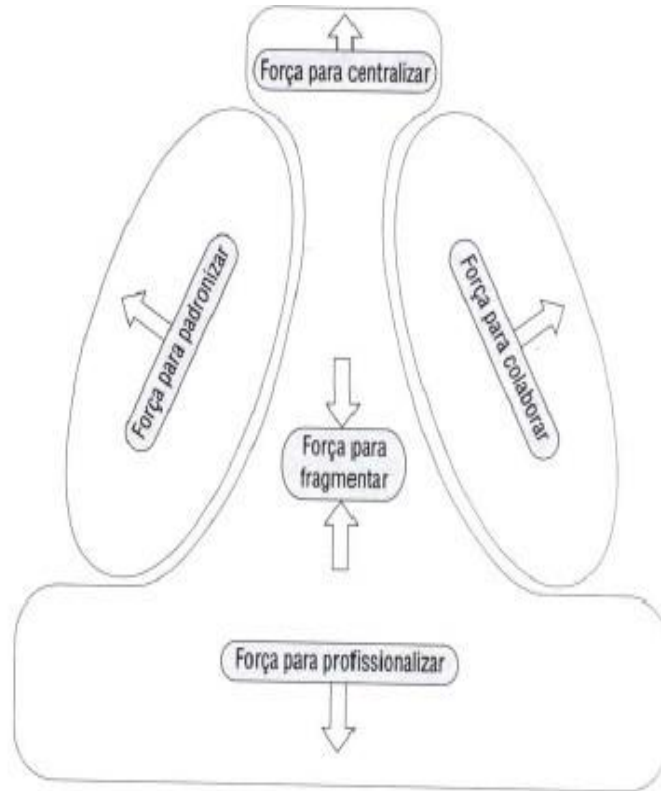 Força para centralizar
Força para padronizar
Força para colaborar
Força para
fragmentar
Força para profissionalizar